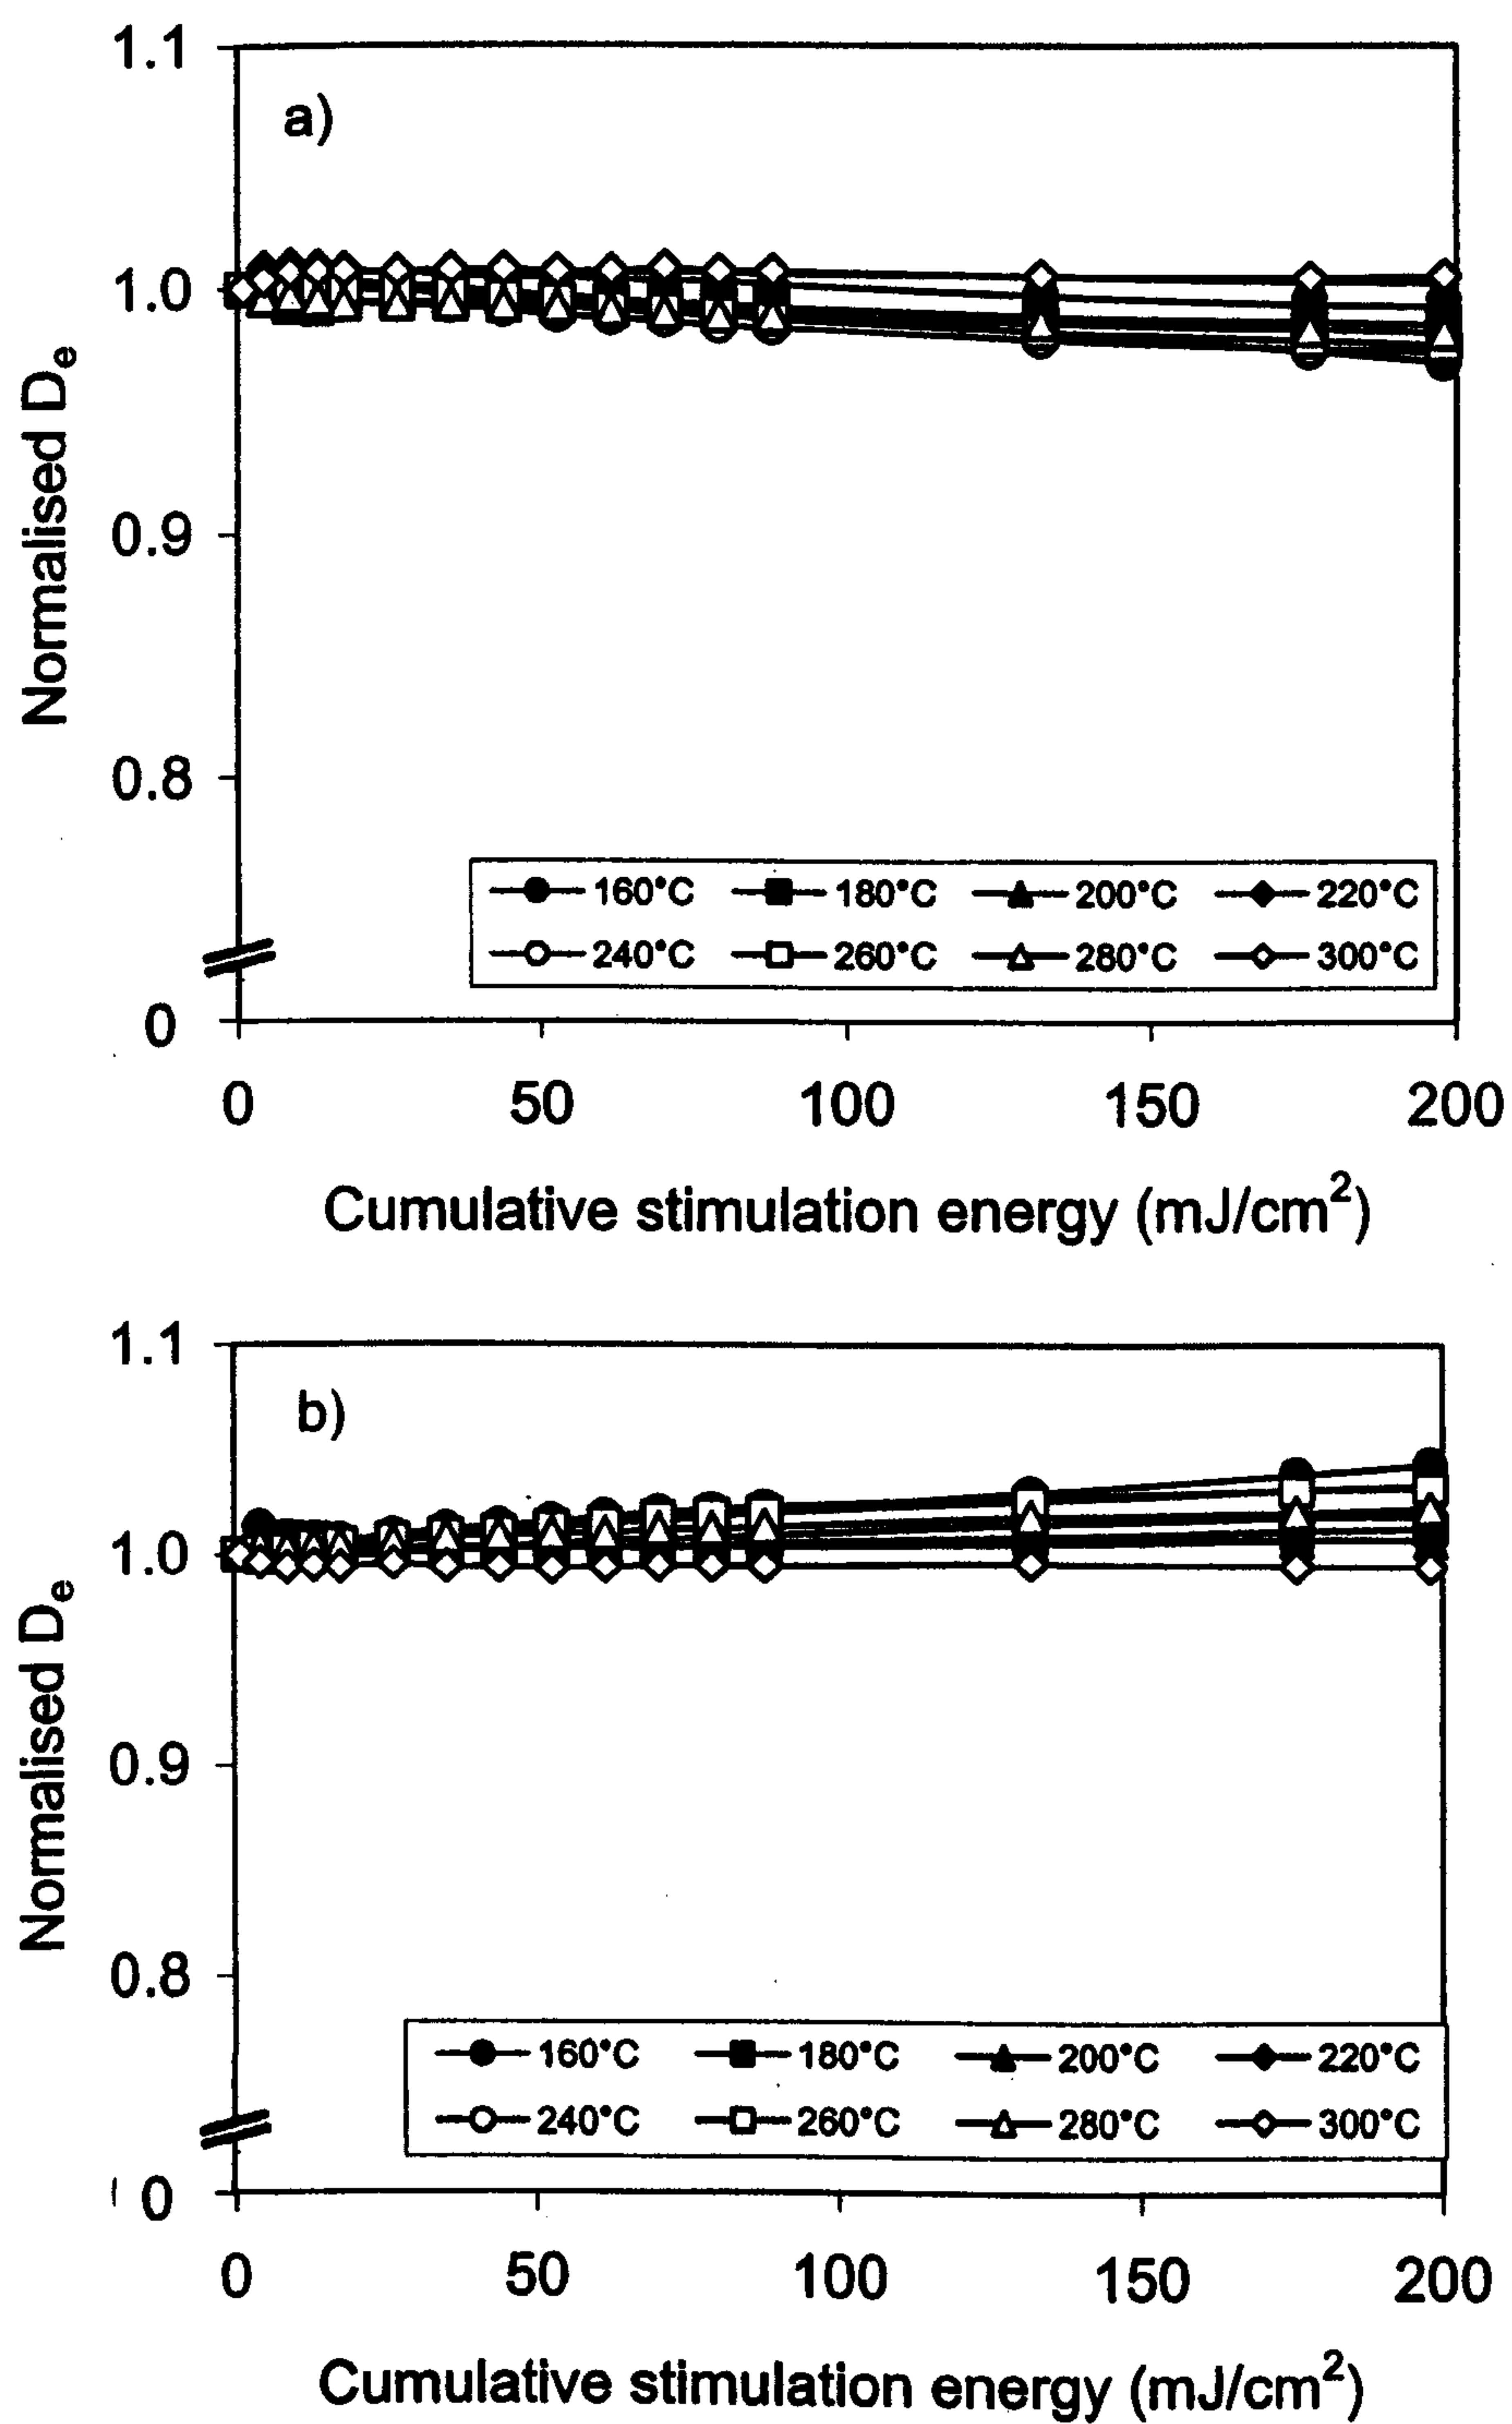 1.1
a)
1.0
0.9
0.8
0
Normalised Dₑ
160°C 180°C 200°C 220°C
240°C 260°C 280°C 300°C
0 50 100 150 200
Cumulative stimulation energy (mJ/cm²)
1.1
b)
1.0
0.9
0.8
0
Normalised Dₑ
160°C 180°C 200°C 220°C
240°C 260°C 280°C 300°C
0 50 100 150 200
Cumulative stimulation energy (mJ/cm²)